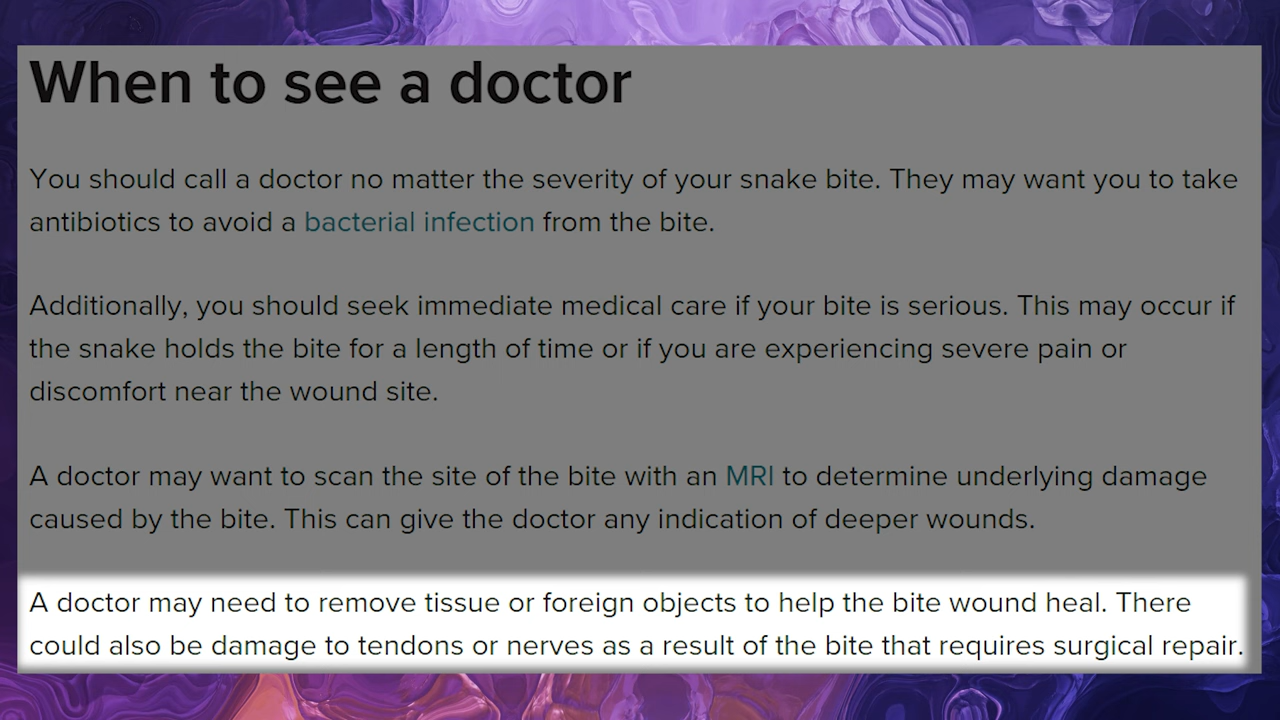 When to see a doctor
You should call a doctor no matter the severity of your snake bite. They may want you to take
antibiotics to avoid a bacterial infection from the bite.
Additionally, you should seek immediate medical care if your bite is serious. This may occur if
the snake holds the bite for a length of time or if you are experiencing severe pain or
discomfort near the wound site.
A doctor may want to scan the site of the bite with an MRI to determine underlying damage
caused by the bite. This can give the doctor any indication of deeper wounds.
A doctor may need to remove tissue or foreign objects to help the bite wound heal. There
could also be damage to tendons or nerves as a result of the bite that requires surgical repair.